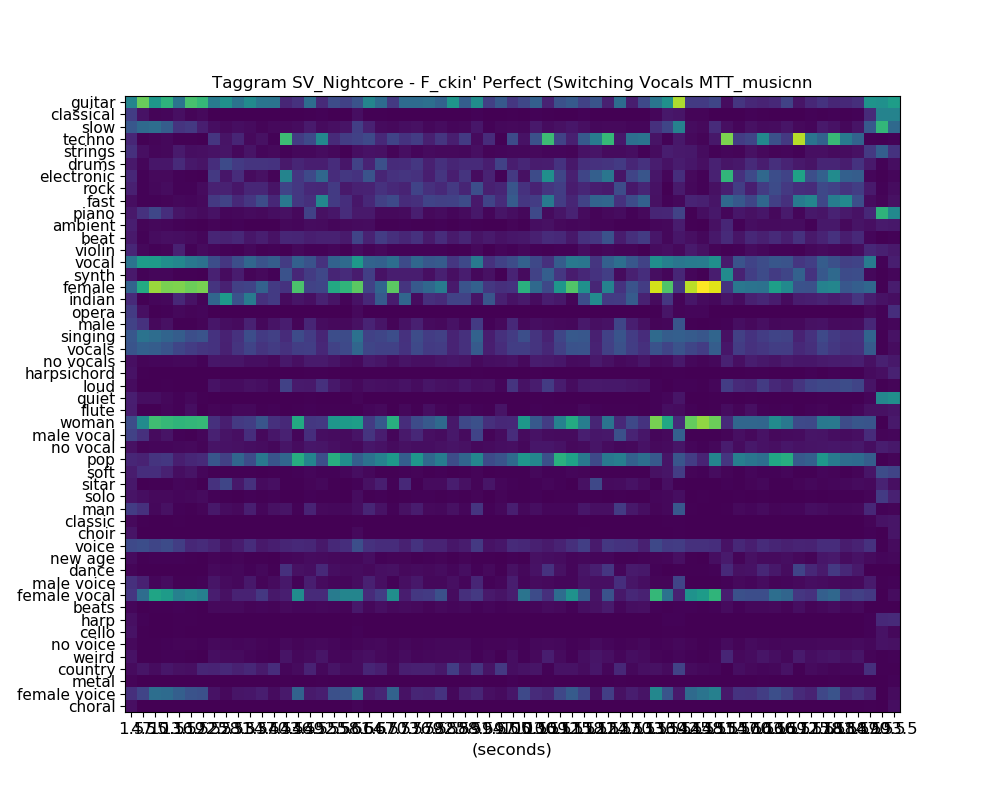 Taggram SV_Nightcore - F_ckin' Perfect (Switching Vocals MTT_musicnn
guitar
classical
slow
techno
strings
drums
electronic
rock
fast
piano
ambient
beat
violin
vocal
synth
female
indian
opera
male
singing
vocals
no vocals
harpsichord
loud
quiet
flute
woman
male vocal
no vocal
pop
soft
sitar
solo
man
classic
choir
voice
new age
dance
male voice
female vocal
beats
harp
cello
no voice
weird
country
metal
female voice
choral
(seconds)